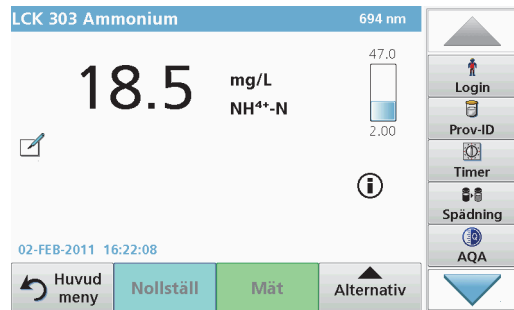 LCK 303 Ammonium 694 nm
47.0
18.5 mg/L
NH⁴⁺-N
2.00
02-FEB-2011 16:22:08
Huvud
meny
Nollställ
Mät
Alternativ
Login
Prov-ID
Timer
Spädning
AQA